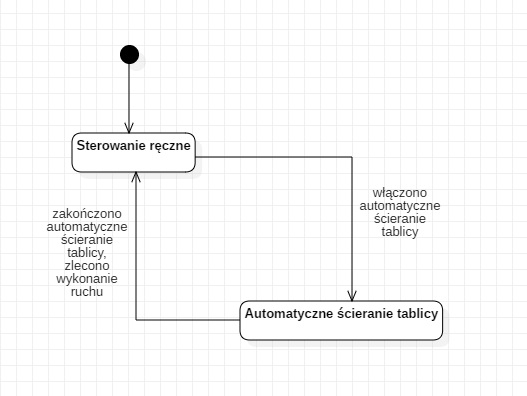 Sterowanie ręczne
włączono
automatyczne
ścieranie
tablicy
zakończono
automatyczne
ścieranie
tablicy,
zlecono
wykonanie
ruchu
Automatyczne ścieranie tablicy